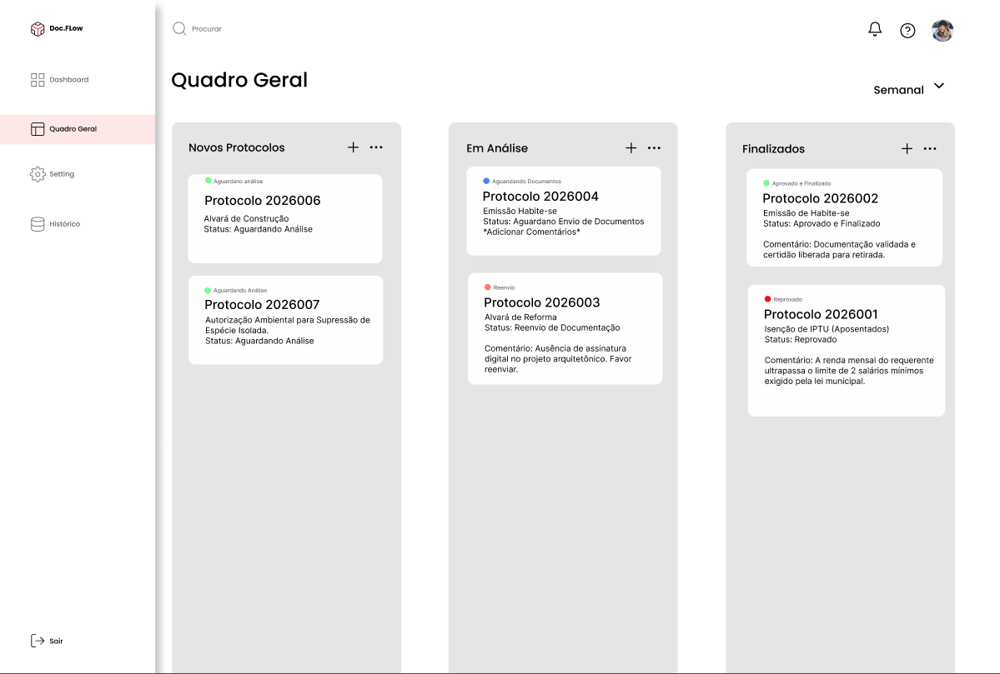 Doc.FLow
Dashboard
Quadro Geral
Setting
Histórico
Sair
Procurar
Quadro Geral
Semanal
Novos Protocolos
Aguardano análise
Protocolo 2026006
Alvará de Construção
Status: Aguardando Análise
Aguardando Análise
Protocolo 2026007
Autorização Ambiental para Supressão de
Espécie Isolada.
Status: Aguardando Análise
Em Análise
Aguandando Documentos
Protocolo 2026004
Emissão Habite-se
Status: Aguardano Envio de Documentos
*Adicionar Comentários*
Reenvio
Protocolo 2026003
Alvará de Reforma
Status: Reenvio de Documentação
Comentário: Ausência de assinatura
digital no projeto arquitetônico. Favor
reenviar.
Finalizados
Aprovado e Finalizado
Protocolo 2026002
Emissão de Habite-se
Status: Aprovado e Finalizado
Comentário: Documentação validada e
certidão liberada para retirada.
Reprovado
Protocolo 2026001
Isenção de IPTU (Aposentados)
Status: Reprovado
Comentário: A renda mensal do requerente
ultrapassa o limite de 2 salários mínimos
exigido pela lei municipal.